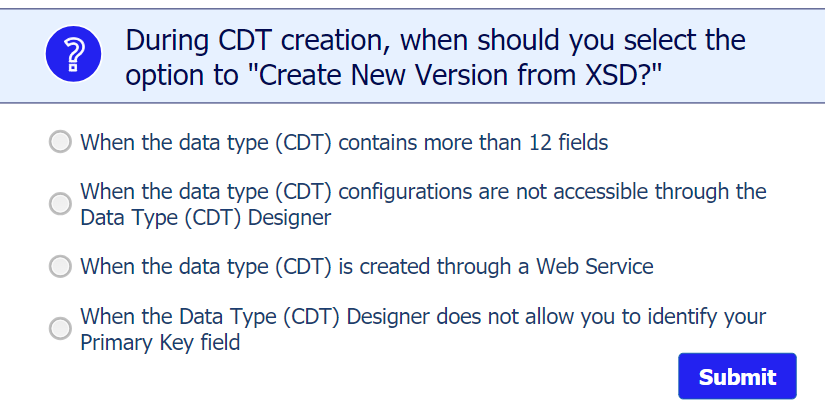 ?
During CDT creation, when should you select the
option to "Create New Version from XSD?"
When the data type (CDT) contains more than 12 fields
When the data type (CDT) configurations are not accessible through the
Data Type (CDT) Designer
When the data type (CDT) is created through a Web Service
When the Data Type (CDT) Designer does not allow you to identify your
Primary Key field
Submit